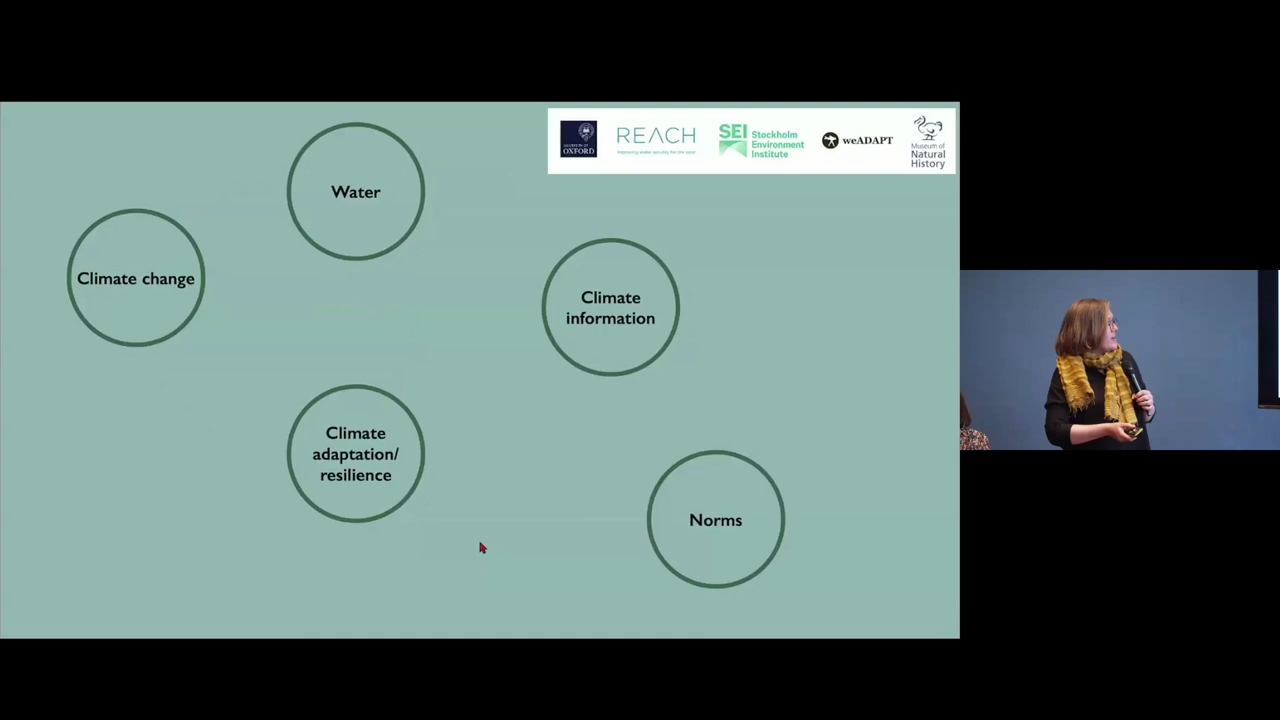 Water
Climate change
Climate
information
Climate
adaptation/
resilience
Norms
UNIVERSITY OF
OXFORD
REACH
SEI
Stockholm
Environment
Institute
weADAPT
Museum of
Natural
History